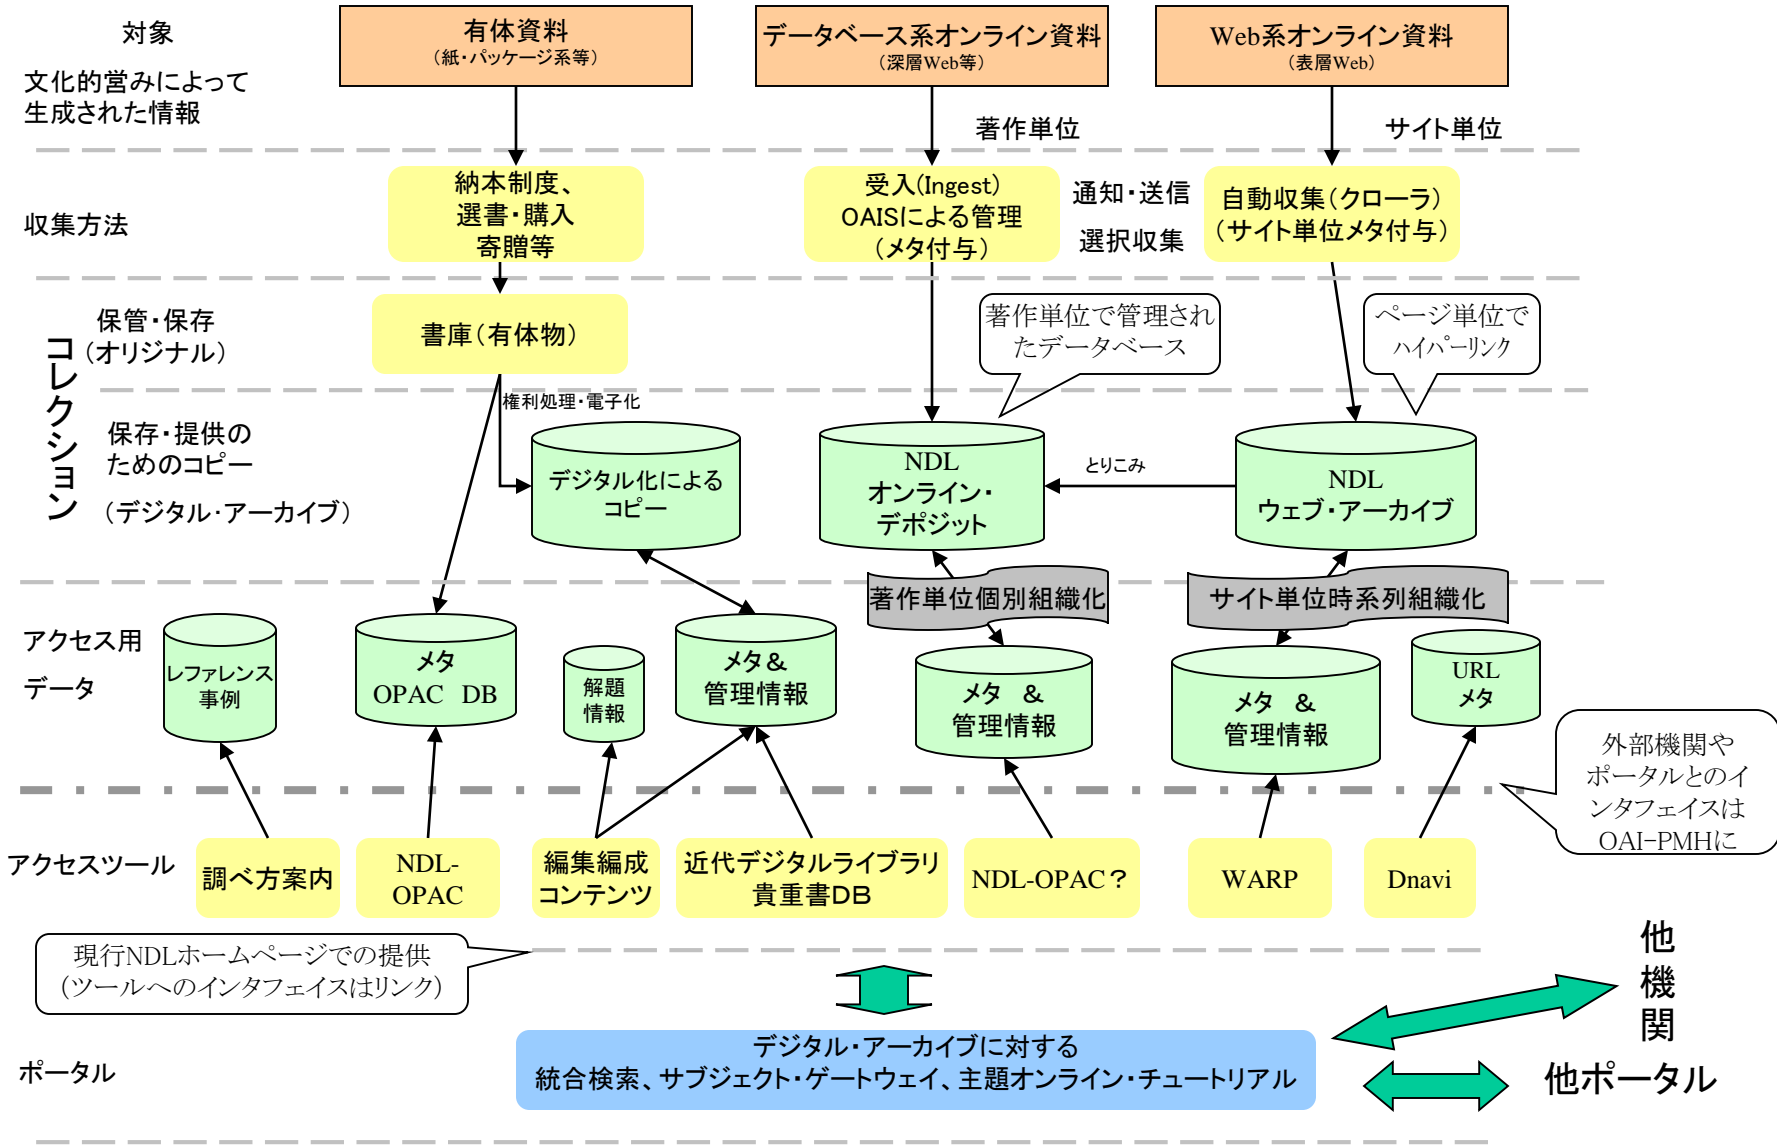 対象
文化的営みによって
生成された情報
有体資料
（紙・パッケージ系等）
データベース系オンライン資料
（深層Web等）
Web系オンライン資料
（表層Web）
著作単位
サイト単位
収集方法
納本制度、
選書・購入
寄贈等
受入(Ingest)
OAISによる管理
（メタ付与）
通知・送信
選択収集
自動収集（クローラ）
（サイト単位メタ付与）
コレクション
保管・保存
（オリジナル）
書庫（有体物）
著作単位で管理され
たデータベース
ページ単位で
ハイパーリンク
権利処理・電子化
保存・提供の
ためのコピー
（デジタル・アーカイブ）
デジタル化による
コピー
NDL
オンライン・
デポジット
とりこみ
NDL
ウェブ・アーカイブ
著作単位個別組織化
サイト単位時系列組織化
アクセス用
データ
レファレンス
事例
メタ
OPAC DB
解題
情報
メタ＆
管理情報
メタ ＆
管理情報
メタ ＆
管理情報
URL
メタ
外部機関や
ポータルとのイ
ンタフェイスは
OAI-PMHに
アクセスツール
調べ方案内
NDL-
OPAC
編集編成
コンテンツ
近代デジタルライブラリ
貴重書DB
NDL-OPAC？
WARP
Dnavi
現行NDLホームページでの提供
（ツールへのインタフェイスはリンク）
他機関
ポータル
デジタル・アーカイブに対する
統合検索、サブジェクト・ゲートウェイ、主題オンライン・チュートリアル
他ポータル